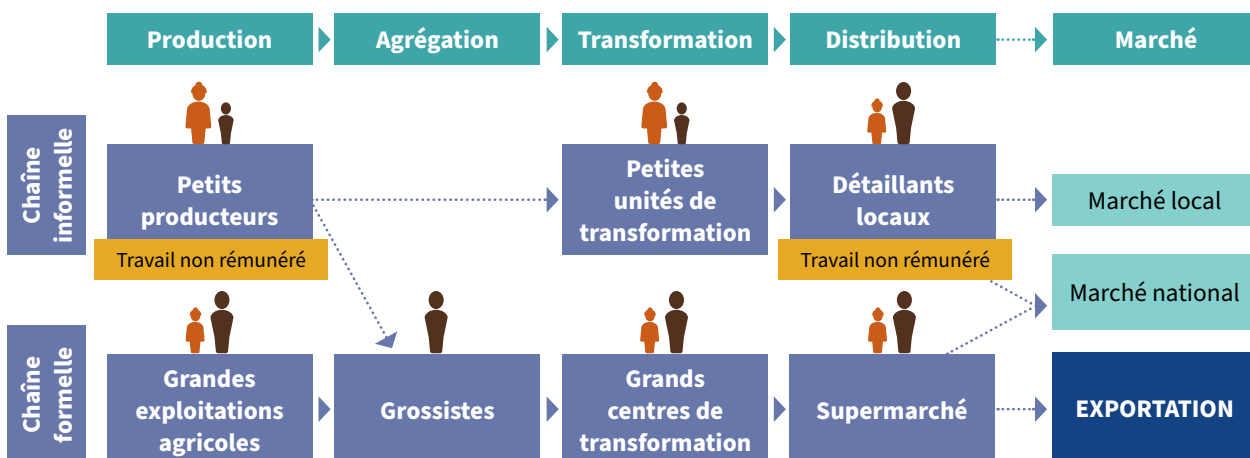 Production
Agrégation
Transformation
Distribution
Marché
Chaîne
informelle
Petits
producteurs
Travail non rémunéré
Petites
unités de
transformation
Détaillants
locaux
Travail non rémunéré
Marché local
Marché national
Chaîne
formelle
Grandes
exploitations
agricoles
Grossistes
Grands
centres de
transformation
Supermarché
EXPORTATION